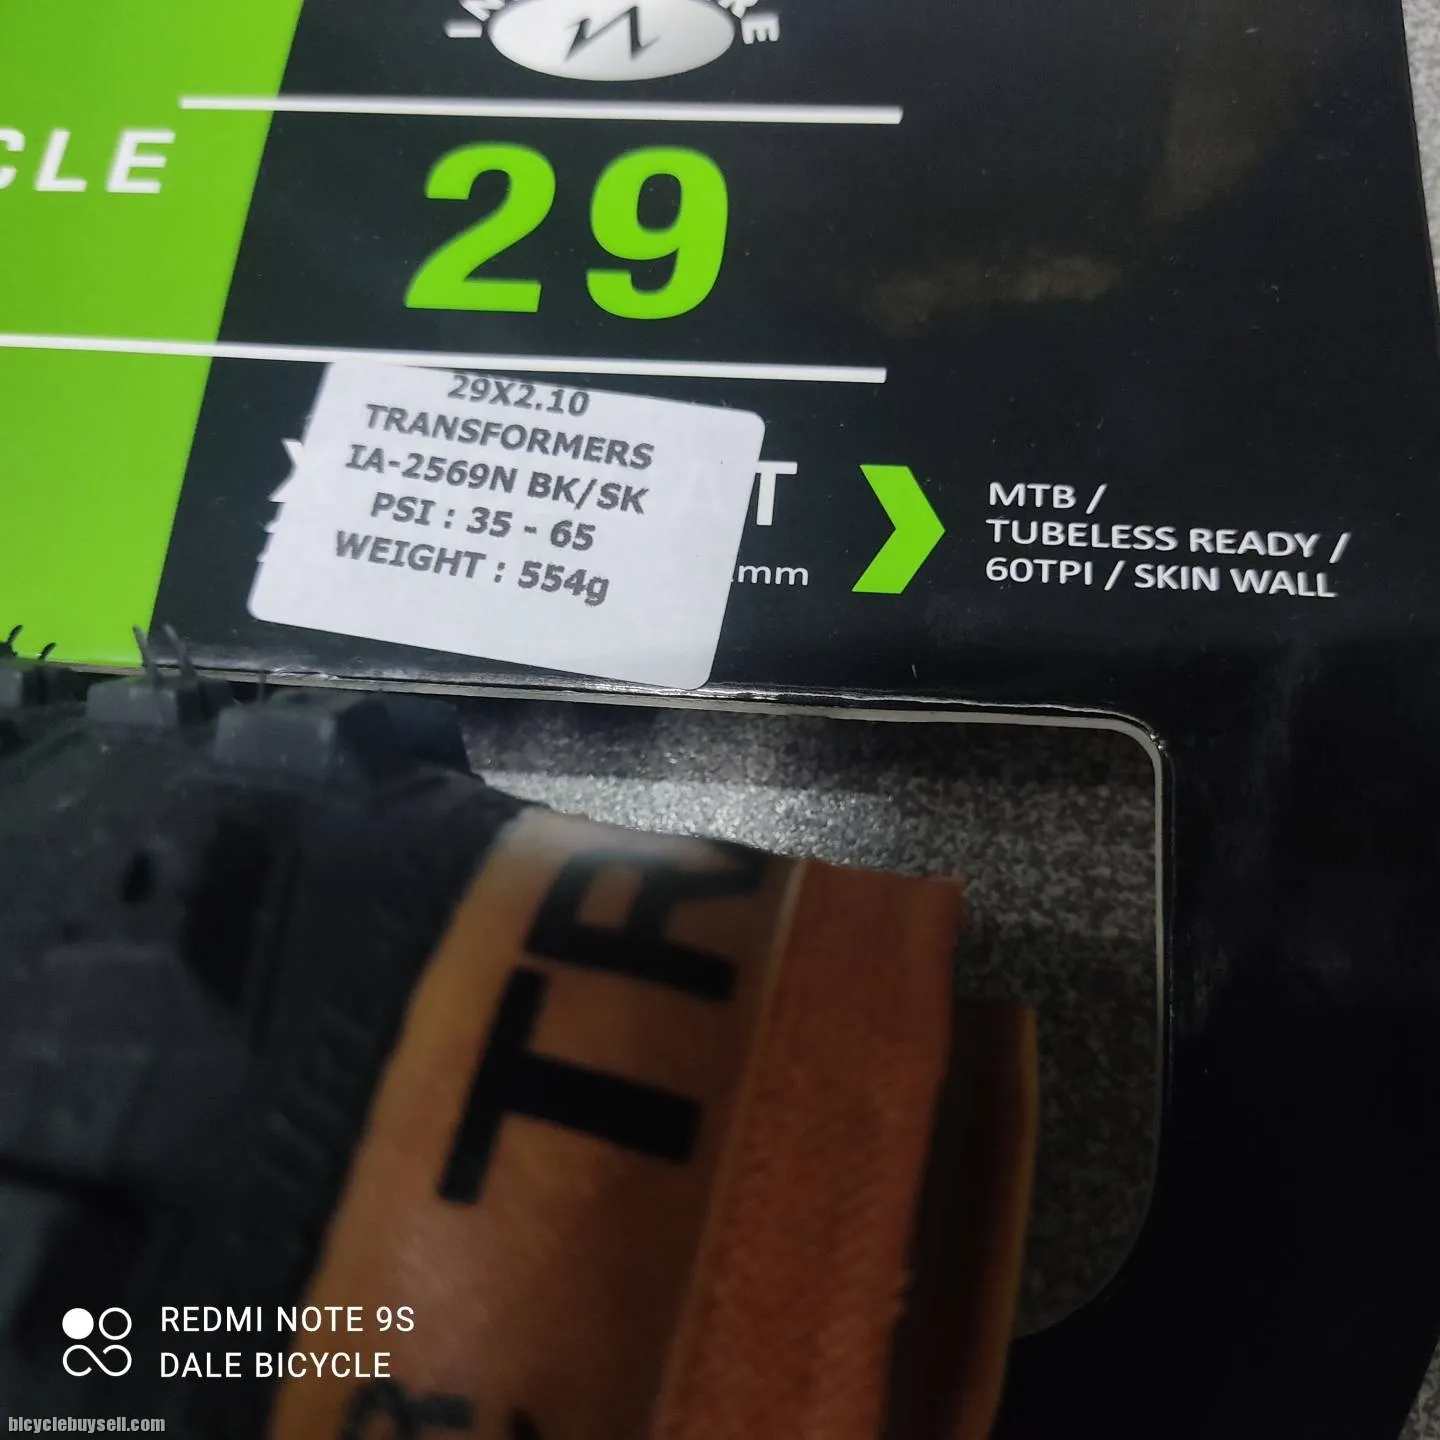 CLE
29
29X2.10
TRANSFORMERS
IA-2569N BK/SK
PSI : 35 - 65
WEIGHT : 554g
T
mm
MTB /
TUBELESS READY /
60TPI / SKIN WALL
TR
REDMI NOTE 9S
DALE BICYCLE
bicyclebuysell.com